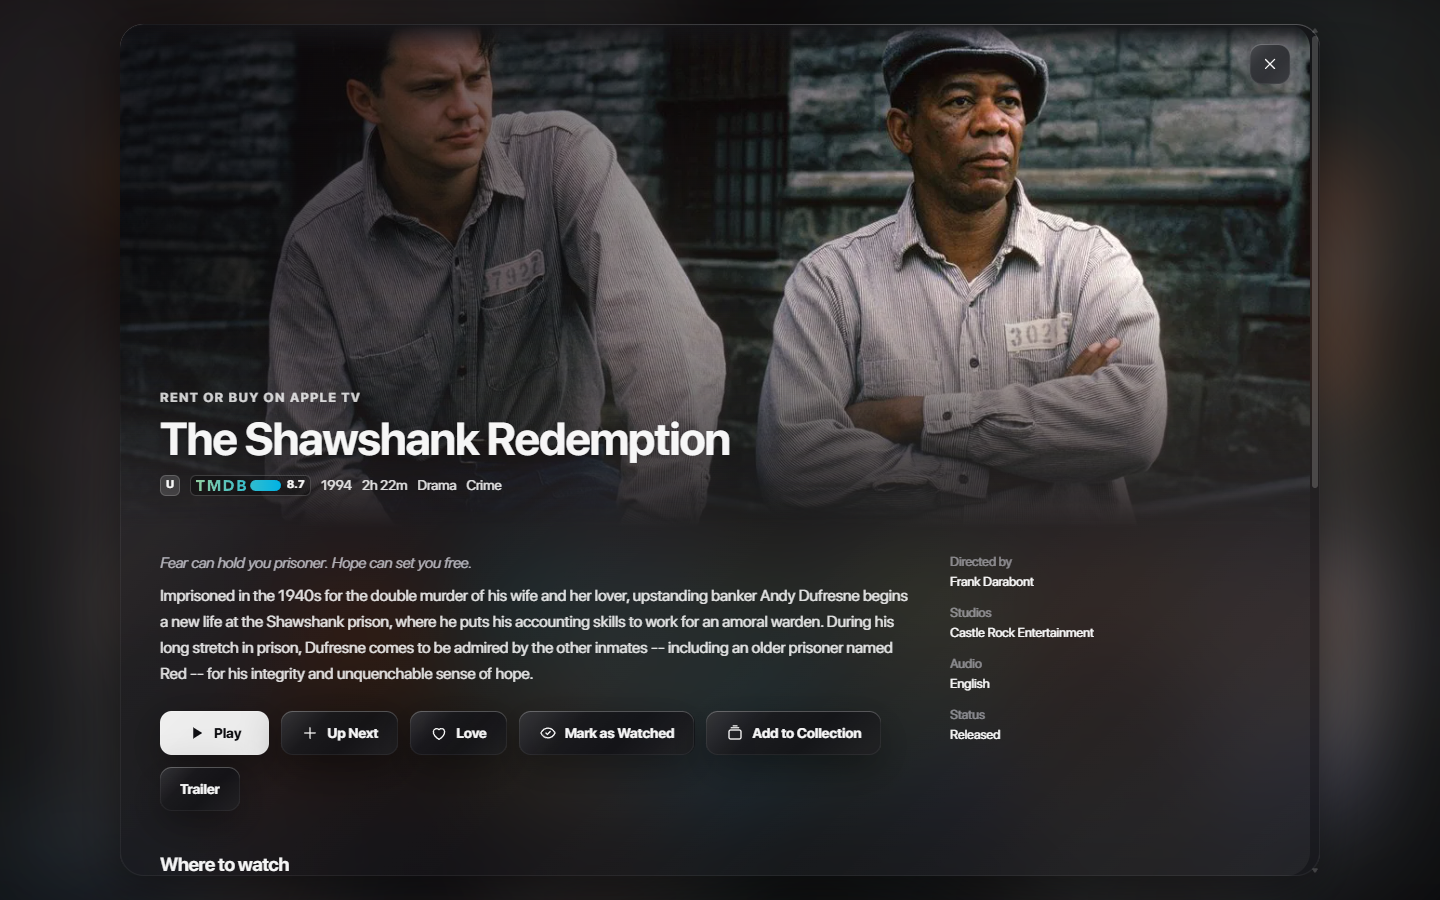 37927
3021
RENT OR BUY ON APPLE TV
The Shawshank Redemption
U TMDB 8.7 1994 2h 22m Drama Crime
Fear can hold you prisoner. Hope can set you free.
Imprisoned in the 1940s for the double murder of his wife and her lover, upstanding banker Andy Dufresne begins
a new life at the Shawshank prison, where he puts his accounting skills to work for an amoral warden. During his
long stretch in prison, Dufresne comes to be admired by the other inmates -- including an older prisoner named
Red -- for his integrity and unquenchable sense of hope.
Play
Up Next
Love
Mark as Watched
Add to Collection
Trailer
Directed by
Frank Darabont
Studios
Castle Rock Entertainment
Audio
English
Status
Released
Where to watch